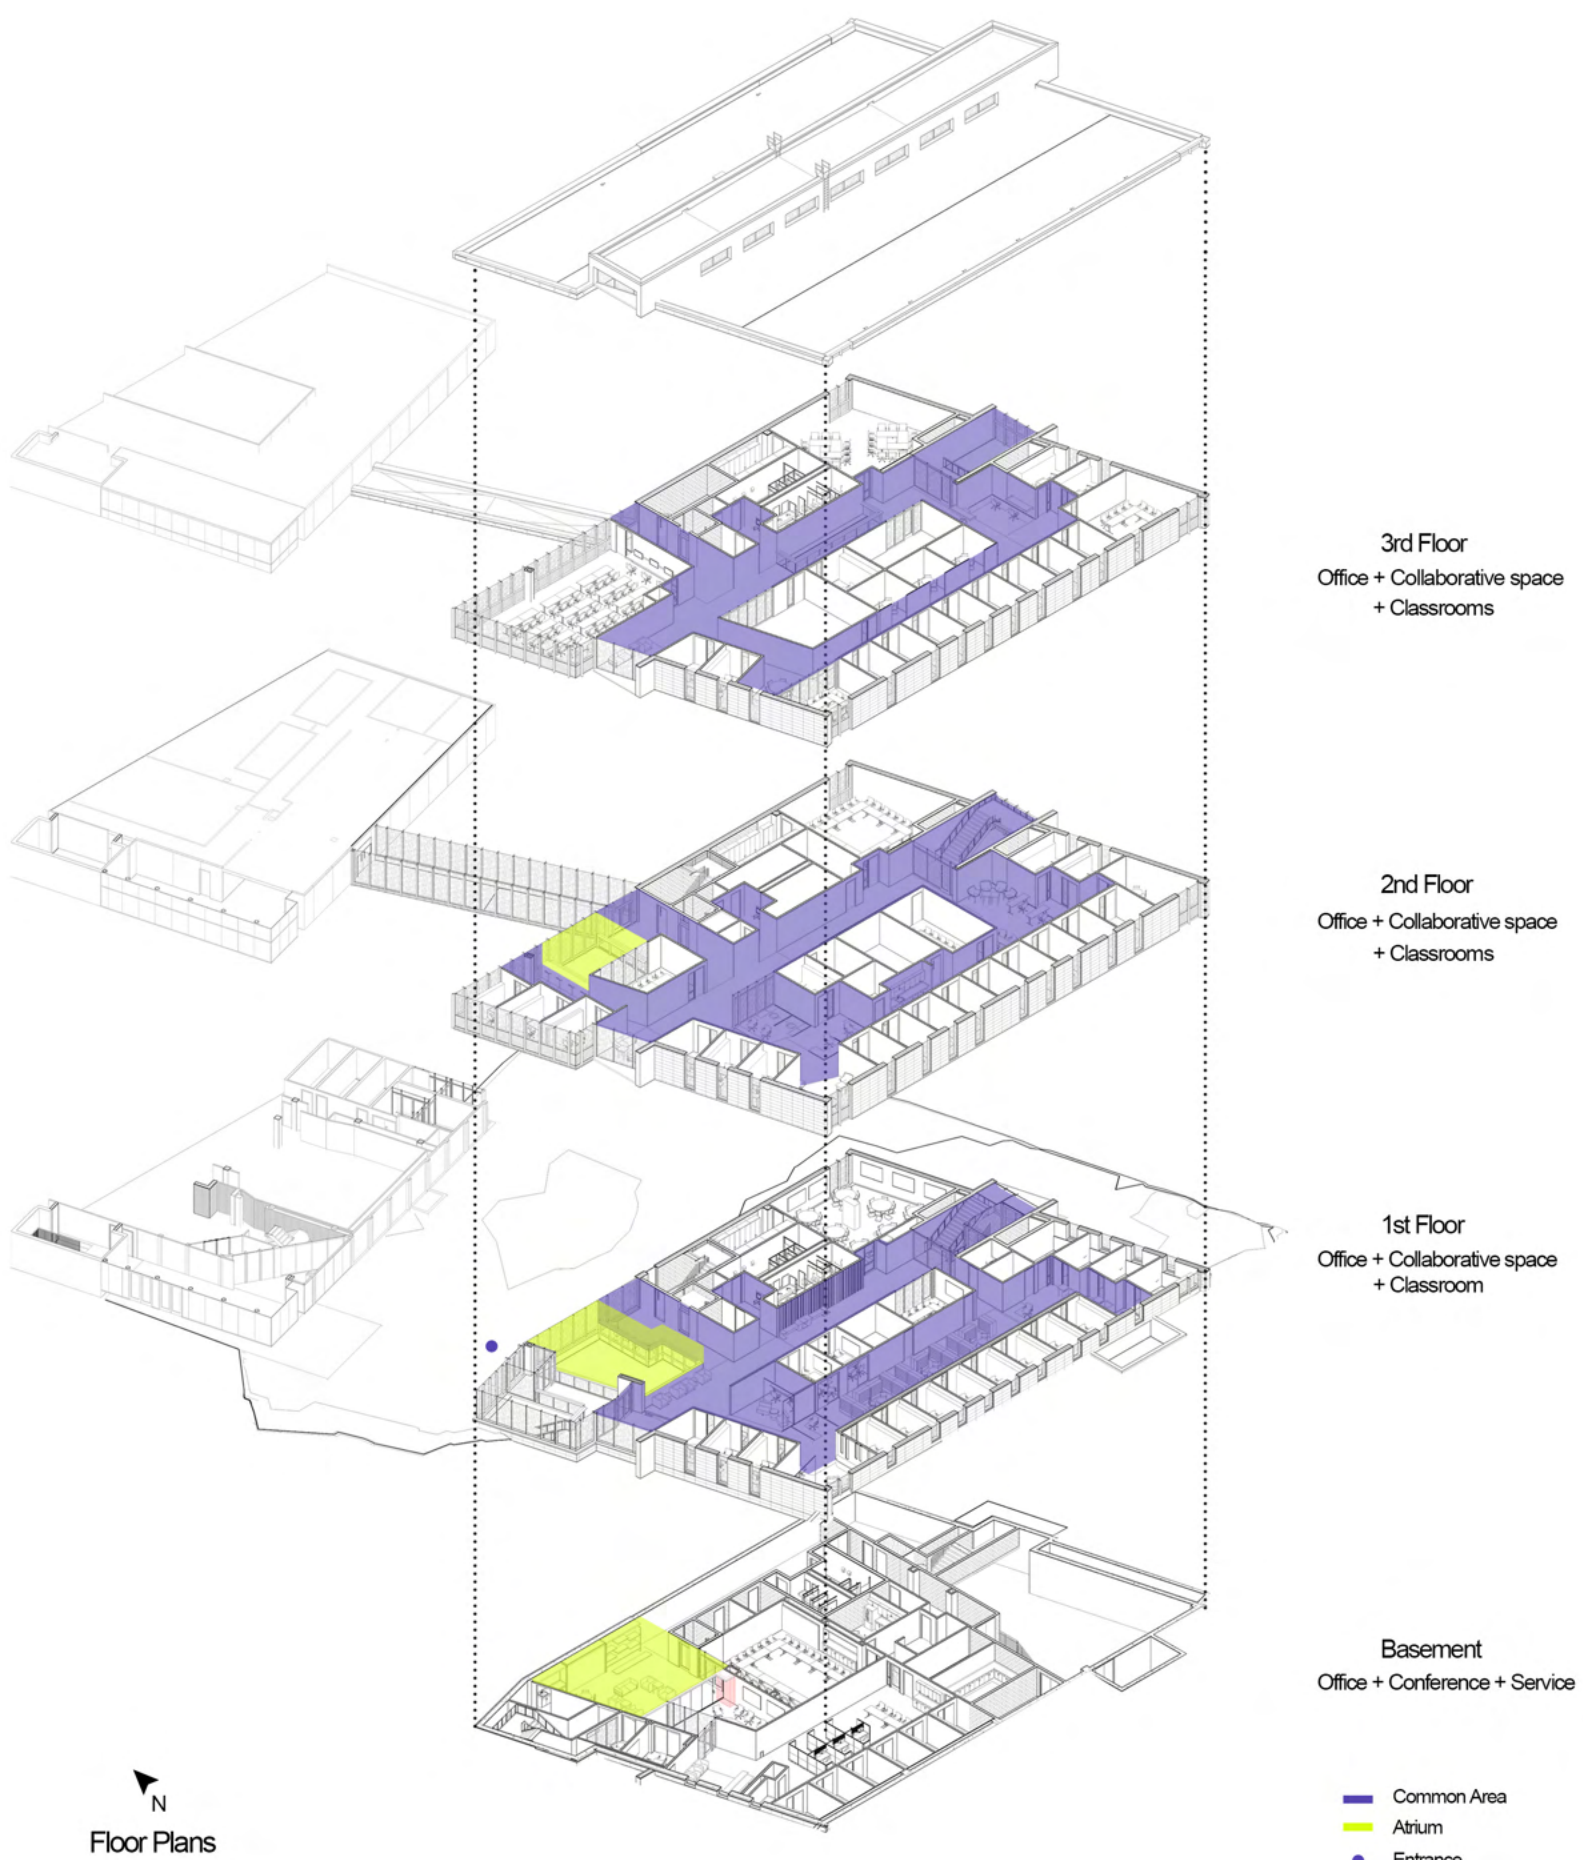 3rd Floor
Office + Collaborative space
+ Classrooms
2nd Floor
Office + Collaborative space
+ Classrooms
1st Floor
Office + Collaborative space
+ Classroom
Basement
Office + Conference + Service
N
Floor Plans
Common Area
Atrium
Entrance